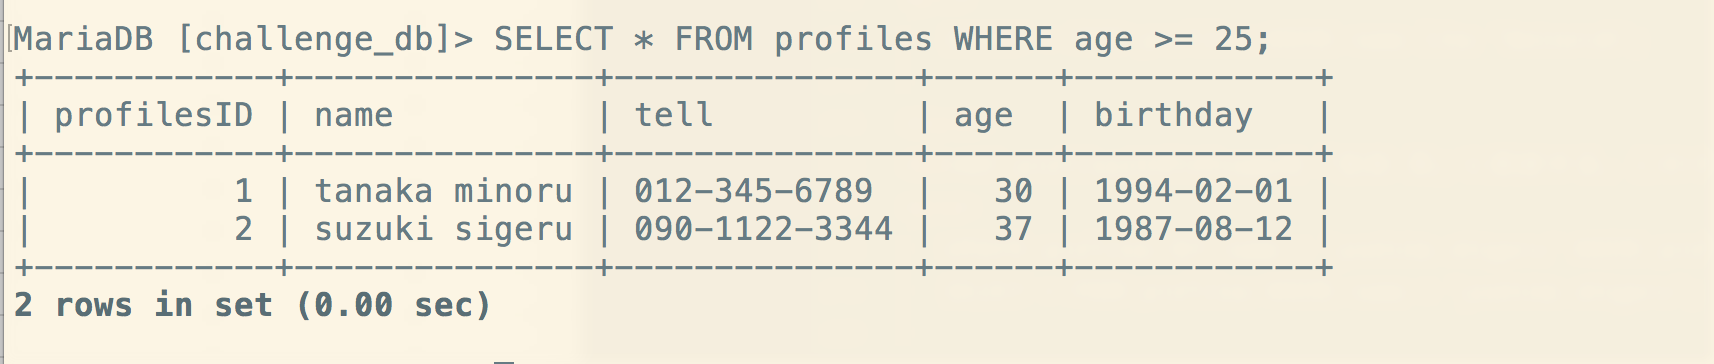 MariaDB [challenge_db]> SELECT * FROM profiles WHERE age >= 25;
+------------+---------------+---------------+------+------------+
| profilesID | name          | tell          | age  | birthday   |
+------------+---------------+---------------+------+------------+
|          1 | tanaka minoru | 012-345-6789  |   30 | 1994-02-01 |
|          2 | suzuki sigeru | 090-1122-3344 |   37 | 1987-08-12 |
+------------+---------------+---------------+------+------------+
2 rows in set (0.00 sec)